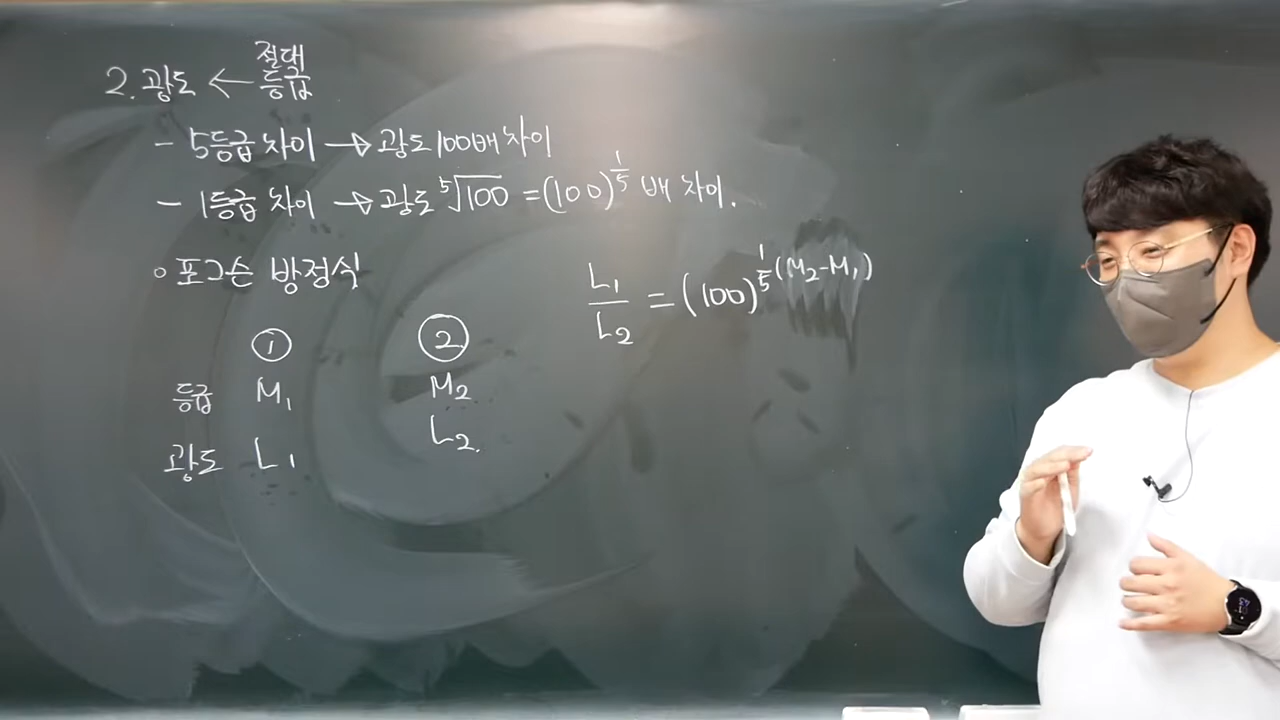 2. 광도 ← 절대
등급
- 5등급 차이 → 광도 100배 차이
- 1등급 차이 → 광도 ⁵√100 = (100)^{1/5} 배 차이.
∘ 포그슨 방정식
L₁/L₂ = (100)^{1/5(M₂-M₁)}
① ②
등급 M₁ M₂
광도 L₁ L₂.